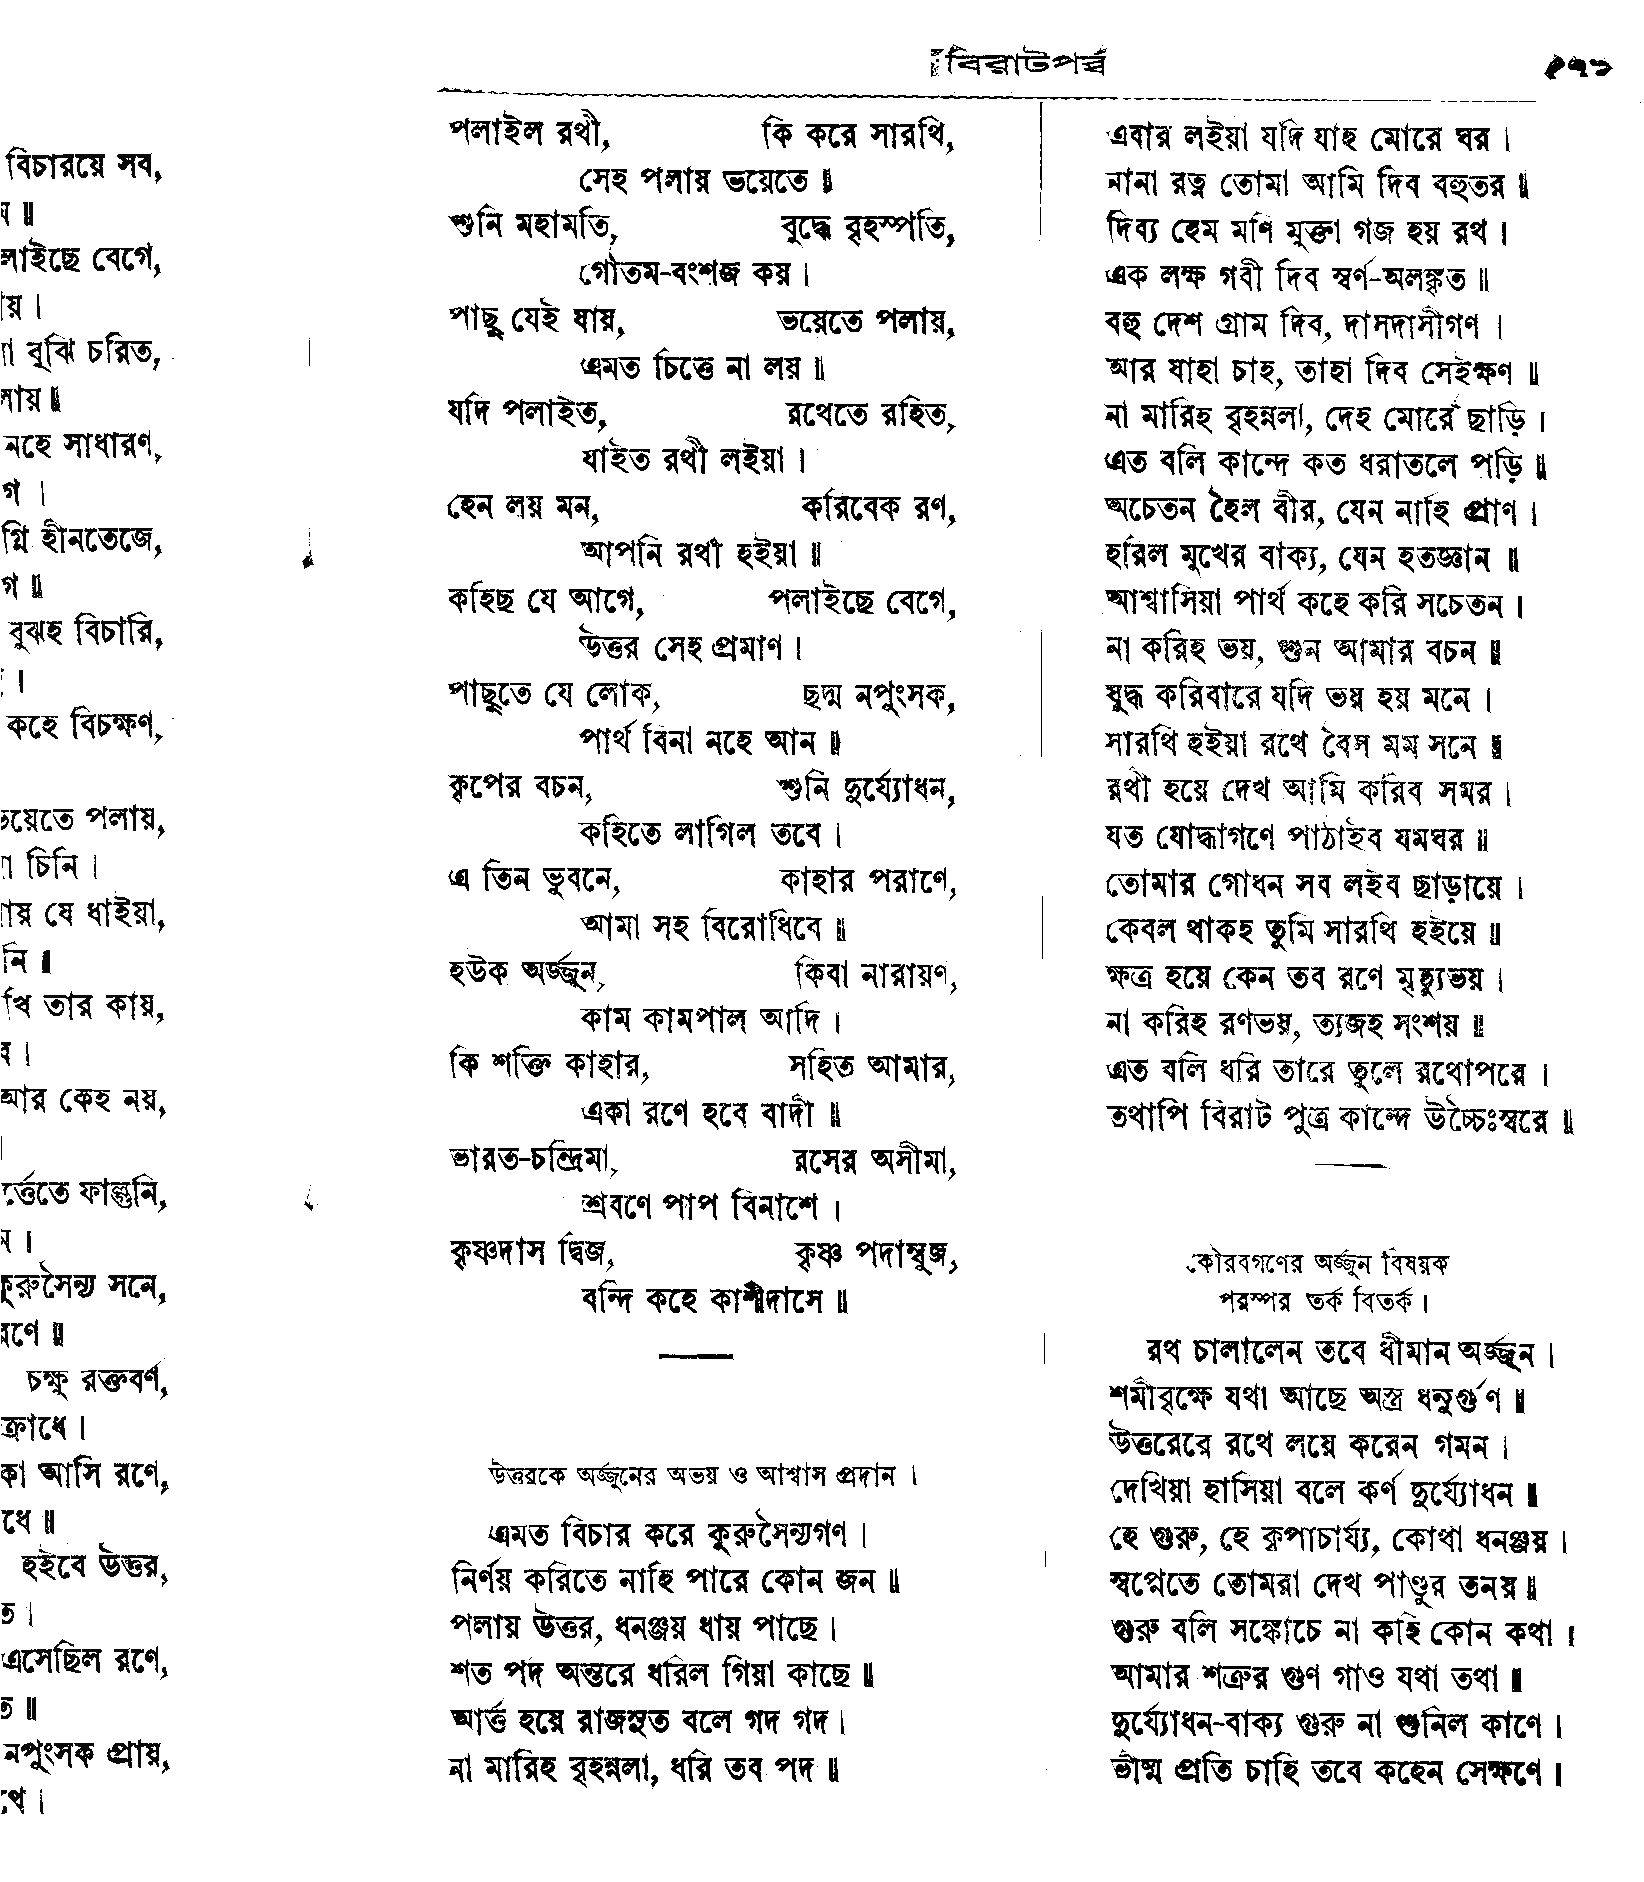 বিরাটপর্ব্ব
বিচারয়ে সব,
লাইছে বেগে,
বুঝি চরিত,
নহে সাধারণ,
হীনতেজে,
বুঝহ বিচারি,
কহে বিচক্ষণ,
পলায়,
চিনি।
যে ধাইয়া,
তার কায়,
আর কেহ নয়,
ফাল্গুনি,
কুরুসৈন্য সনে,
চক্ষু রক্তবর্ণ,
আসি রণে,
হইবে উত্তর,
এসেছিল রণে,
নপুংসক প্রায়,
পলাইল রথী, কি করে সারথি,
সেহ পলায় ভয়েতে॥
শুনি মহামতি, বুদ্ধে বৃহস্পতি,
গৌতম-বংশজ কয়।
পাছু যেই ধায়, ভয়েতে পলায়,
এমত চিত্তে না লয়॥
যদি পলাইত, রথেতে রহিত,
যাইত রথী লইয়া।
হেন লয় মন, করিবেক রণ,
আপনি রথী হইয়া॥
কহিছ যে আগে, পলাইছে বেগে,
উত্তর সেহ প্রমাণ।
পাছুতে যে লোক, ছদ্ম নপুংসক,
পার্থ বিনা নহে আন॥
কৃপের বচন, শুনি দুর্য্যোধন,
কহিতে লাগিল তবে।
এ তিন ভুবনে, কাহার পরাণে,
আমা সহ বিরোধিবে॥
হউক অর্জ্জুন, কিবা নারায়ণ,
কাম কামপাল আদি।
কি শক্তি কাহার, সহিত আমার,
একা রণে হবে বাদী॥
ভারত-চন্দ্রিমা, রসের অসীমা,
শ্রবণে পাপ বিনাশে।
কৃষ্ণদাস দ্বিজ, কৃষ্ণ পদাম্বুজ,
বন্দি কহে কাশীদাসে॥
উত্তরকে অর্জ্জুনের অভয় ও আশ্বাস প্রদান।
এমত বিচার করে কুরুসৈন্যগণ।
নির্ণয় করিতে নাহি পারে কোন জন॥
পলায় উত্তর, ধনঞ্জয় ধায় পাছে।
শত পদ অন্তরে ধরিল গিয়া কাছে॥
আর্ত্ত হয়ে রাজসুত বলে গদ গদ।
না মারিহ বৃহন্নলা, ধরি তব পদ॥
এবার লইয়া যদি যাহ মোরে ঘর।
নানা রত্ন তোমা আমি দিব বহুতর॥
দিব্য হেম মণি মুক্তা গজ হয় রথ।
এক লক্ষ গবী দিব স্বর্ণ-অলঙ্কৃত॥
বহু দেশ গ্রাম দিব, দাসদাসীগণ।
আর যাহা চাহ, তাহা দিব সেইক্ষণ॥
না মারিহ বৃহন্নলা, দেহ মোরে ছাড়ি।
এত বলি কান্দে কত ধরাতলে পড়ি॥
অচেতন হৈল বীর, যেন নাহি প্রাণ।
হরিল মুখের বাক্য, যেন হতজ্ঞান॥
আশ্বাসিয়া পার্থ কহে করি সচেতন।
না করিহ ভয়, শুন আমার বচন॥
যুদ্ধ করিবারে যদি ভয় হয় মনে।
সারথি হইয়া রথে বৈস মম সনে॥
রথী হয়ে দেখ আমি করিব সমর।
যত যোদ্ধাগণে পাঠাইব যমঘর॥
তোমার গোধন সব লইব ছাড়ায়ে।
কেবল থাকহ তুমি সারথি হইয়ে॥
ক্ষত্র হয়ে কেন তব রণে মৃত্যুভয়।
না করিহ রণভয়, ত্যজহ সংশয়॥
এত বলি ধরি তারে তুলে রথোপরে।
তথাপি বিরাট পুত্র কান্দে উচ্চৈঃস্বরে॥
কৌরবগণের অর্জ্জুন বিষয়ক
পরস্পর তর্ক বিতর্ক।
রথ চালালেন তবে ধীমান অর্জ্জুন।
শমীবৃক্ষে যথা আছে অস্ত্র ধনুর্গুণ॥
উত্তরেরে রথে লয়ে করেন গমন।
দেখিয়া হাসিয়া বলে কর্ণ দুর্য্যোধন॥
হে গুরু, হে কৃপাচার্য্য, কোথা ধনঞ্জয়।
স্বপ্নেতে তোমরা দেখ পাণ্ডুর তনয়॥
গুরু বলি সঙ্কোচে না কহি কোন কথা।
আমার শত্রুর গুণ গাও যথা তথা॥
দুর্য্যোধন-বাক্য গুরু না শুনিল কাণে।
ভীষ্ম প্রতি চাহি তবে কহেন সেক্ষণে।